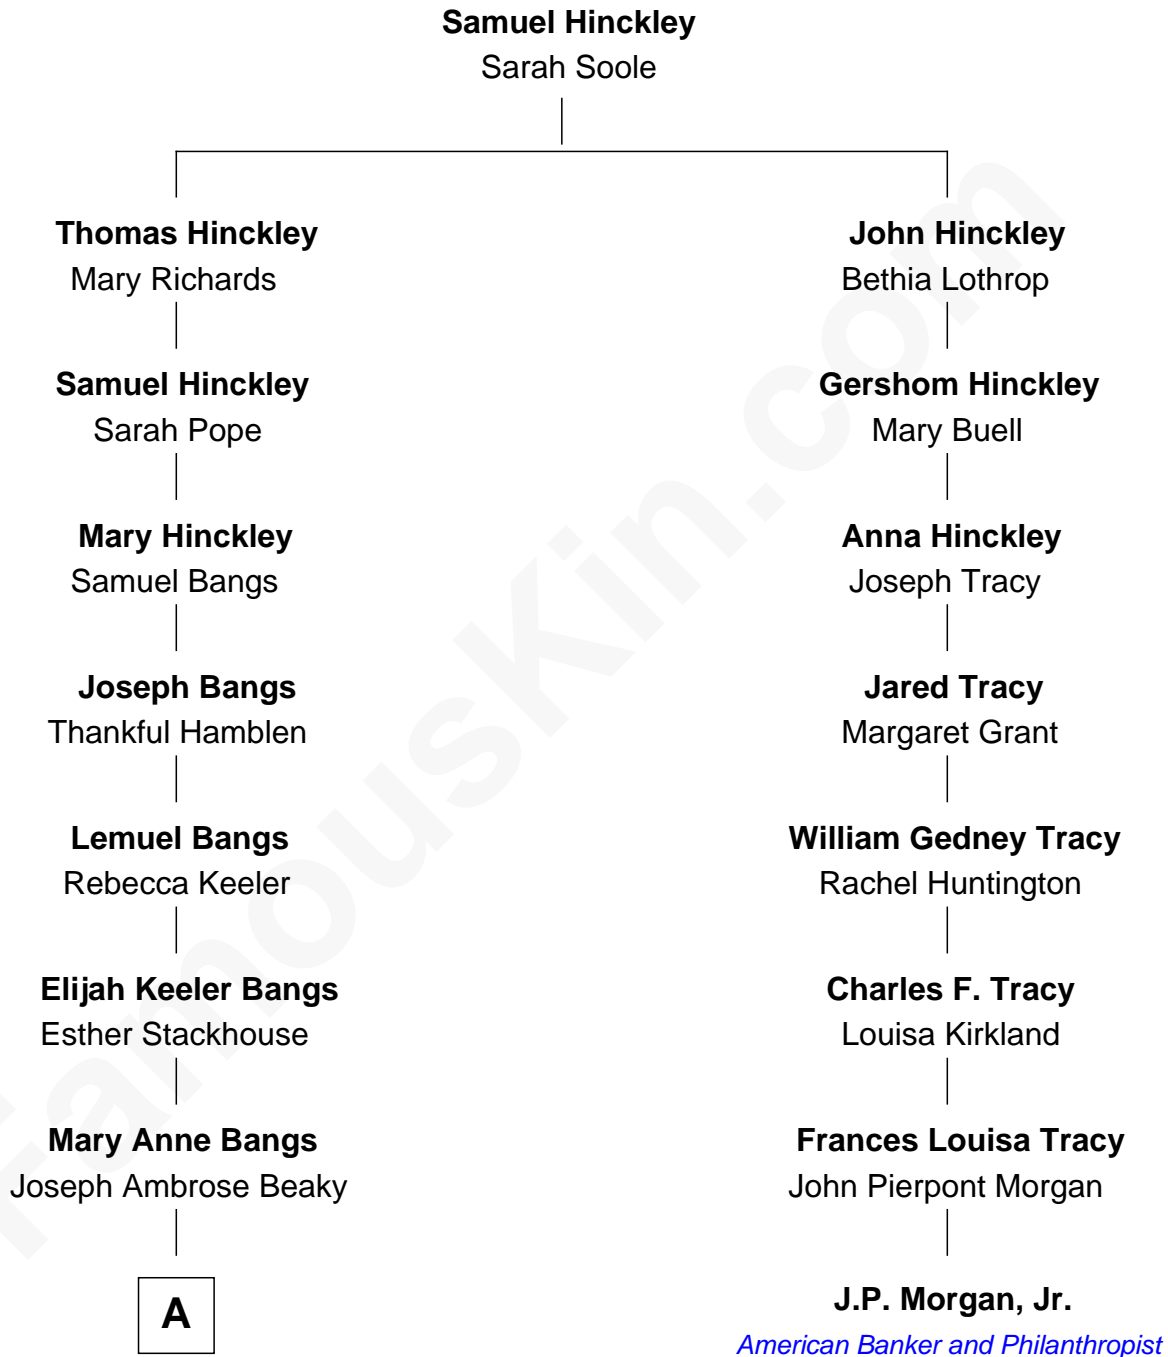 Samuel Hinckley
Sarah Soole
Thomas Hinckley
Mary Richards
John Hinckley
Bethia Lothrop
Samuel Hinckley
Sarah Pope
Gershom Hinckley
Mary Buell
Mary Hinckley
Samuel Bangs
Anna Hinckley
Joseph Tracy
Joseph Bangs
Thankful Hamblen
Jared Tracy
Margaret Grant
Lemuel Bangs
Rebecca Keeler
William Gedney Tracy
Rachel Huntington
Elijah Keeler Bangs
Esther Stackhouse
Charles F. Tracy
Louisa Kirkland
Mary Anne Bangs
Joseph Ambrose Beaky
Frances Louisa Tracy
John Pierpont Morgan
A
J.P. Morgan, Jr.
American Banker and Philanthropist
FamousKin.com